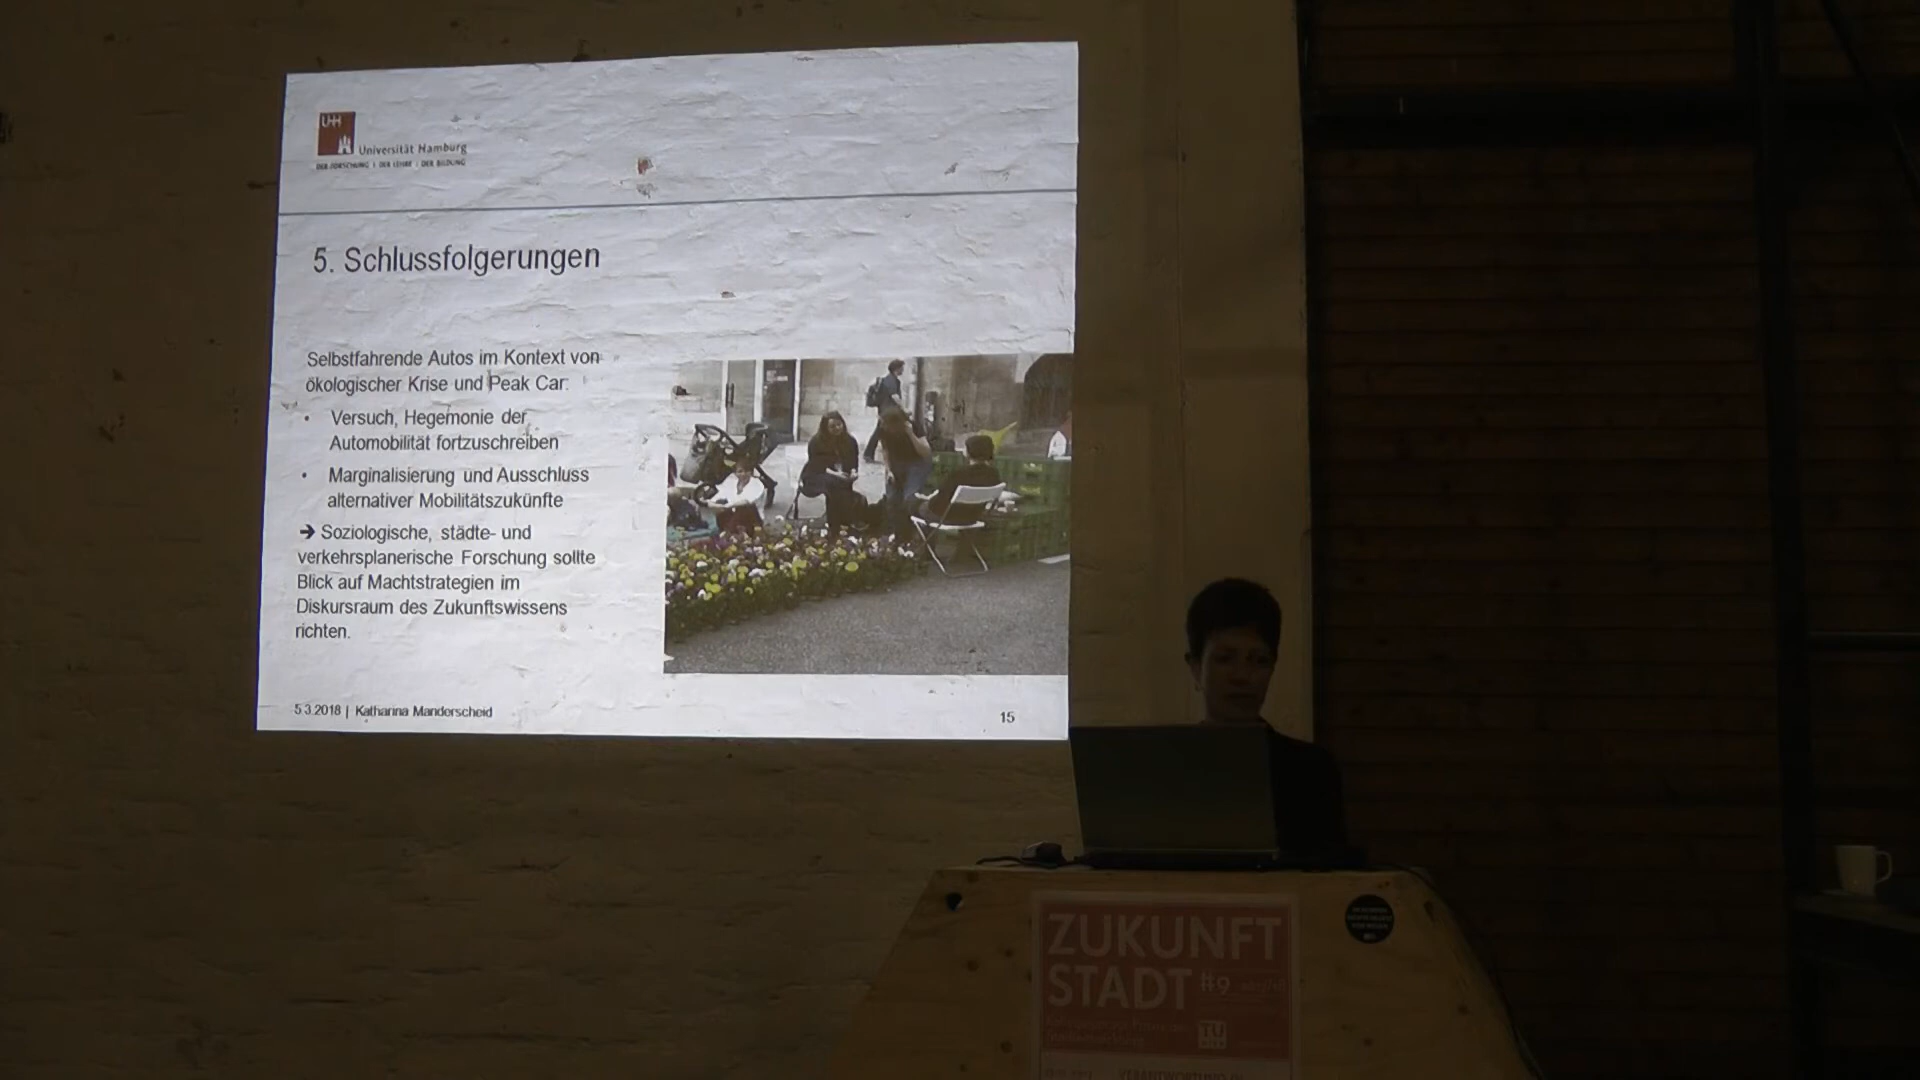 UHH
Universität Hamburg
DER FORSCHUNG | DER LEHRE | DER BILDUNG
5. Schlussfolgerungen
Selbstfahrende Autos im Kontext von
ökologischer Krise und Peak Car:
• Versuch, Hegemonie der
Automobilität fortzuschreiben
• Marginalisierung und Ausschluss
alternativer Mobilitätszukünfte
➔ Soziologische, städte- und
verkehrsplanerische Forschung sollte
Blick auf Machtstrategien im
Diskursraum des Zukunftswissens
richten.
5.3.2018 | Katharina Manderscheid
15
ZUKUNFT
STADT #9
TU